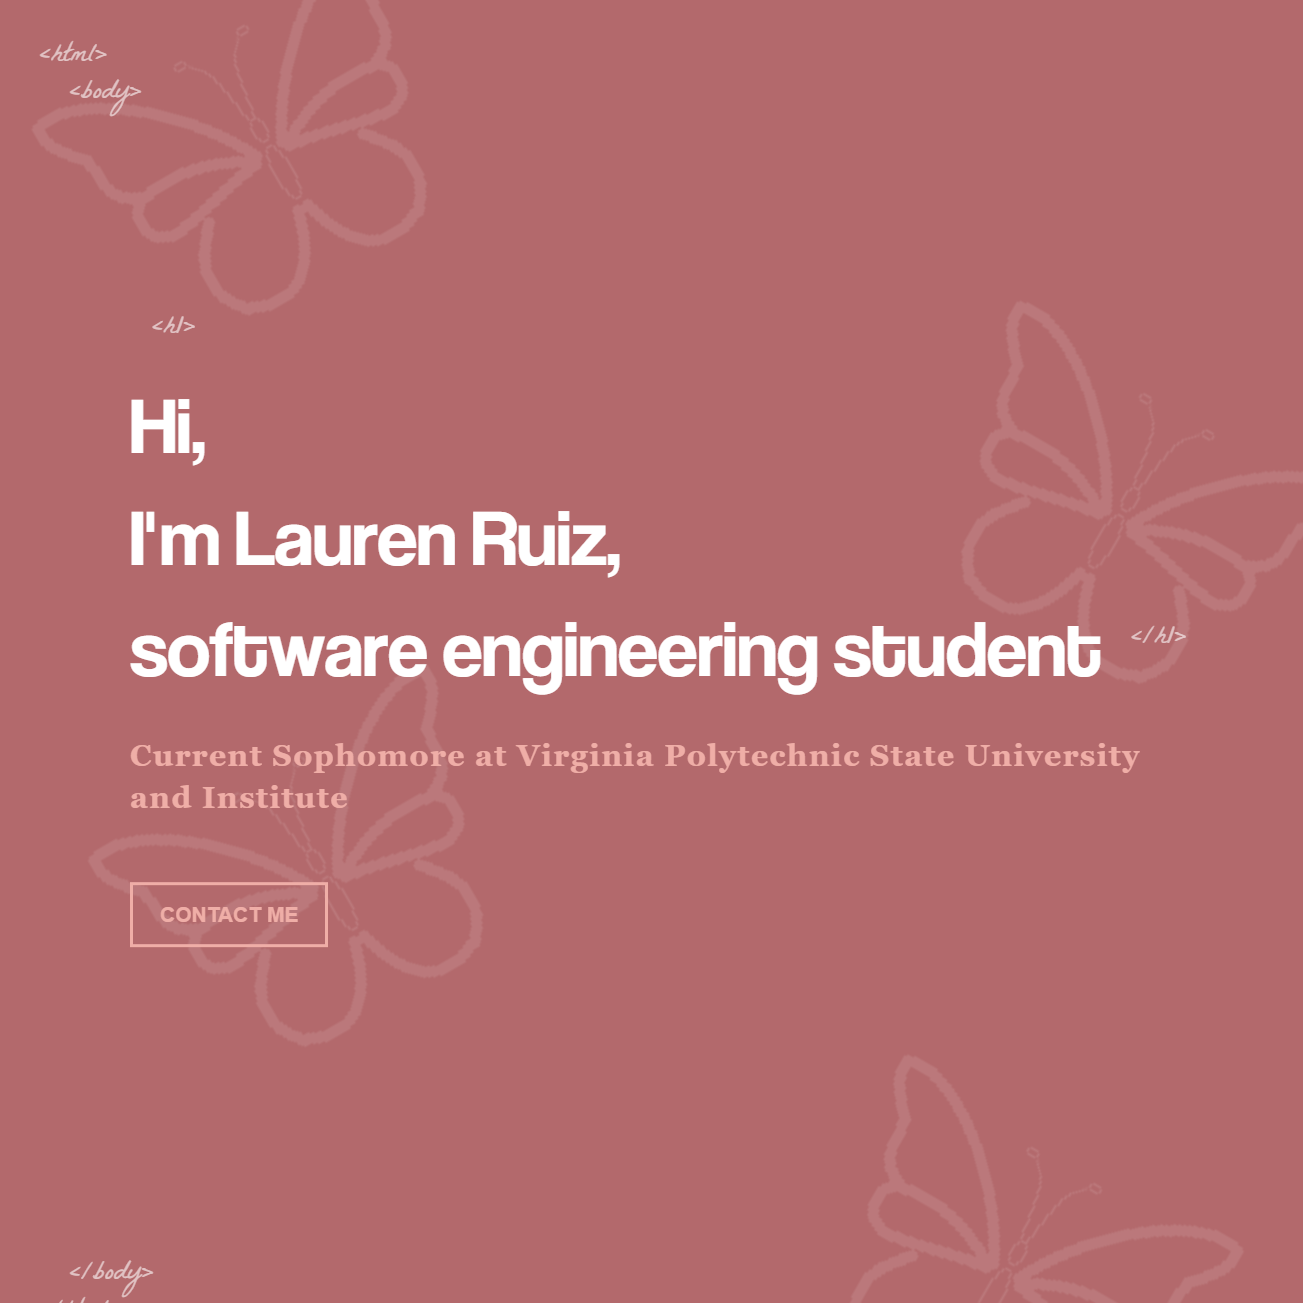 <html>
<body>
<h1>
Hi,
I'm Lauren Ruiz,
software engineering student
</h1>
Current Sophomore at Virginia Polytechnic State University
and Institute
CONTACT ME
</body>